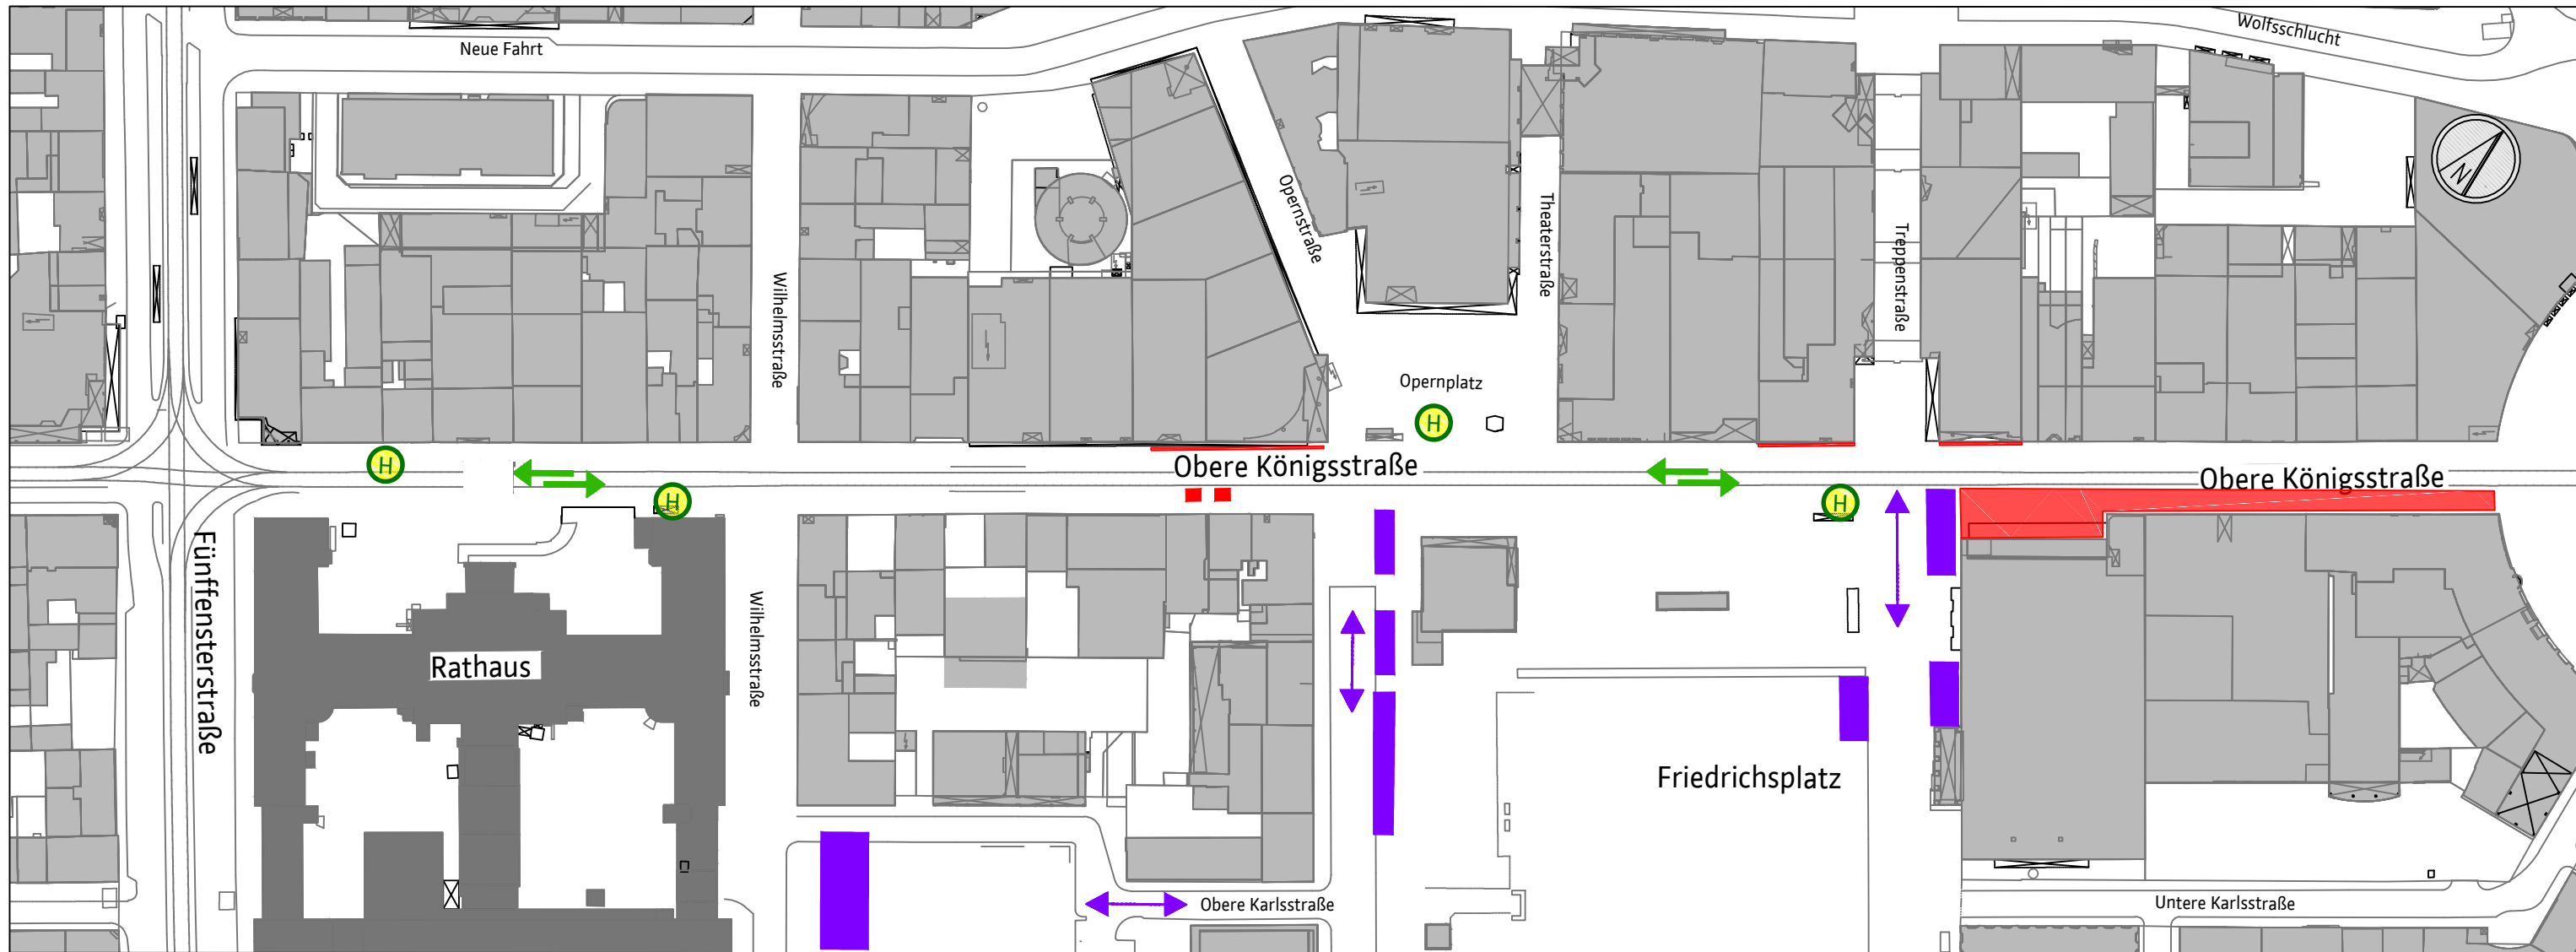 Neue Fahrt
Wolfsschlucht
N
Opernstraße
Theaterstraße
Treppenstraße
Wilhelmsstraße
Opernplatz
H
H
Obere Königsstraße
Obere Königsstraße
H
H
Fünffensterstraße
Wilhelmsstraße
Rathaus
Friedrichsplatz
Obere Karlsstraße
Untere Karlsstraße